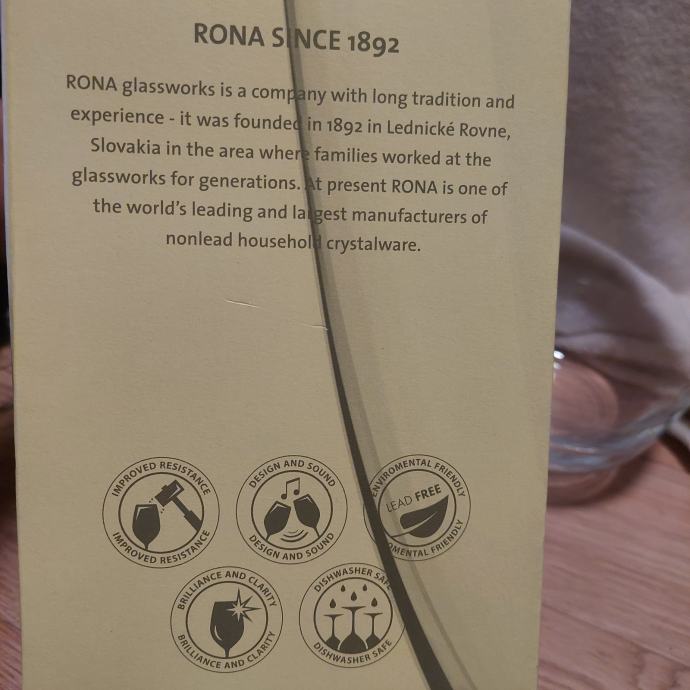 RONA SINCE 1892
RONA glassworks is a company with long tradition and
experience - it was founded in 1892 in Lednické Rovne,
Slovakia in the area where families worked at the
glassworks for generations. At present RONA is one of
the world's leading and largest manufacturers of
nonlead household crystalware.
IMPROVED RESISTANCE
IMPROVED RESISTANCE
DESIGN AND SOUND
DESIGN AND SOUND
ENVIROMENTAL FRIENDLY
LEAD FREE
OMENTAL FRIENDLY
BRILLIANCE AND CLARITY
BRILLIANCE AND CLARITY
DISHWASHER SAFE
DISHWASHER SAFE